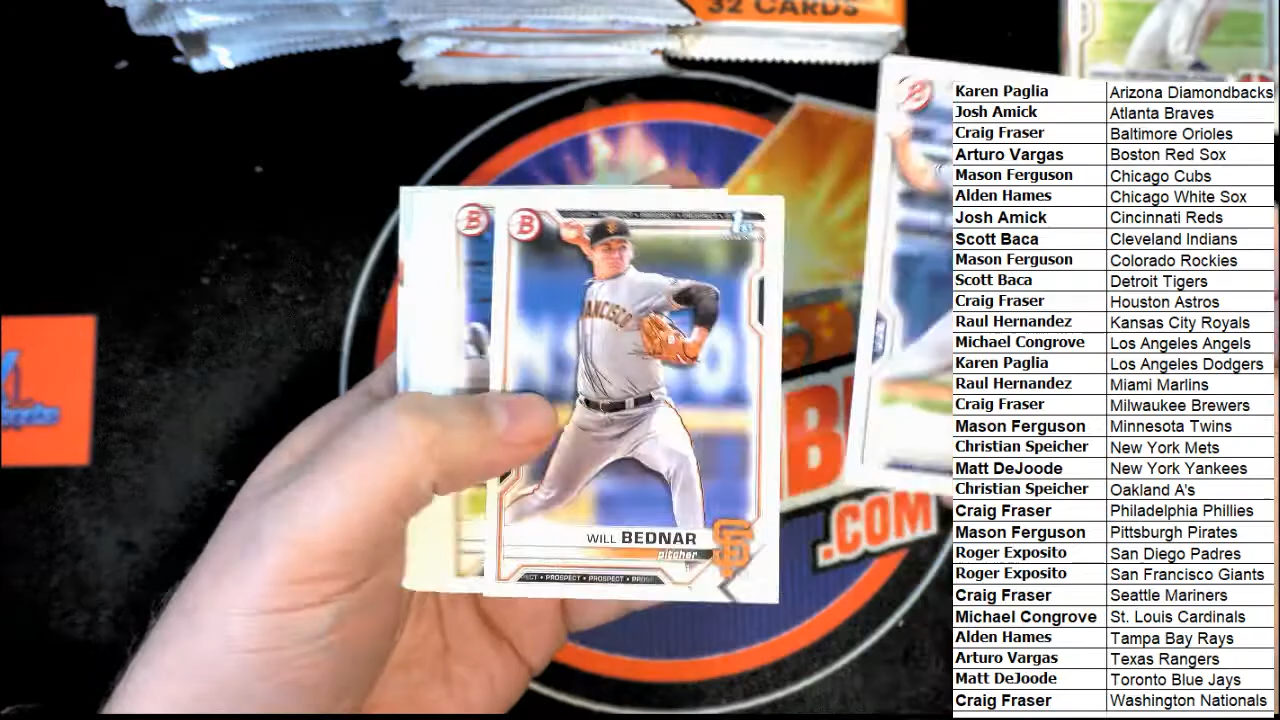 32 CARDS
B
B
B
1st
ANCISCO
WILL BEDNAR
pitcher
SF
ECT • PROSPECT • PROSPECT • PRO
B
.COM
Karen Paglia Arizona Diamondbacks
Josh Amick Atlanta Braves
Craig Fraser Baltimore Orioles
Arturo Vargas Boston Red Sox
Mason Ferguson Chicago Cubs
Alden Hames Chicago White Sox
Josh Amick Cincinnati Reds
Scott Baca Cleveland Indians
Mason Ferguson Colorado Rockies
Scott Baca Detroit Tigers
Craig Fraser Houston Astros
Raul Hernandez Kansas City Royals
Michael Congrove Los Angeles Angels
Karen Paglia Los Angeles Dodgers
Raul Hernandez Miami Marlins
Craig Fraser Milwaukee Brewers
Mason Ferguson Minnesota Twins
Christian Speicher New York Mets
Matt DeJoode New York Yankees
Christian Speicher Oakland A's
Craig Fraser Philadelphia Phillies
Mason Ferguson Pittsburgh Pirates
Roger Exposito San Diego Padres
Roger Exposito San Francisco Giants
Craig Fraser Seattle Mariners
Michael Congrove St. Louis Cardinals
Alden Hames Tampa Bay Rays
Arturo Vargas Texas Rangers
Matt DeJoode Toronto Blue Jays
Craig Fraser Washington Nationals